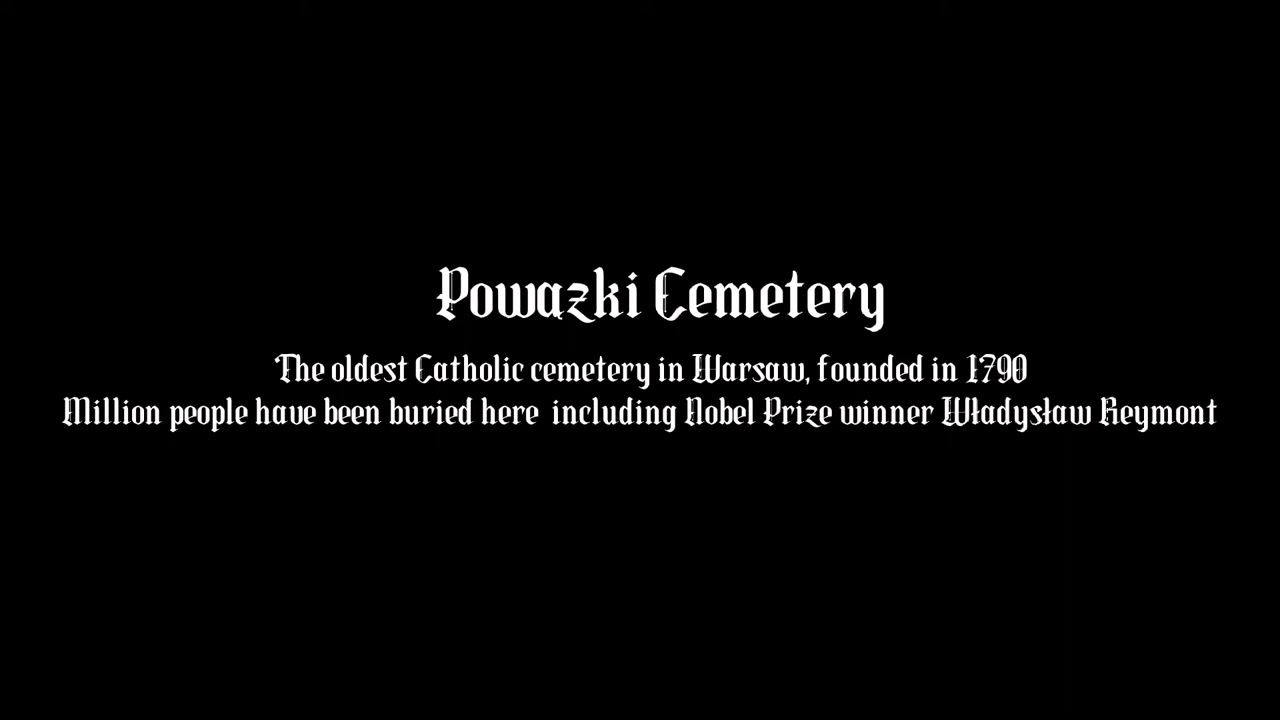 Powązki Cemetery
The oldest Catholic cemetery in Warsaw, founded in 1790
Million people have been buried here including Nobel Prize winner Władysław Reymont